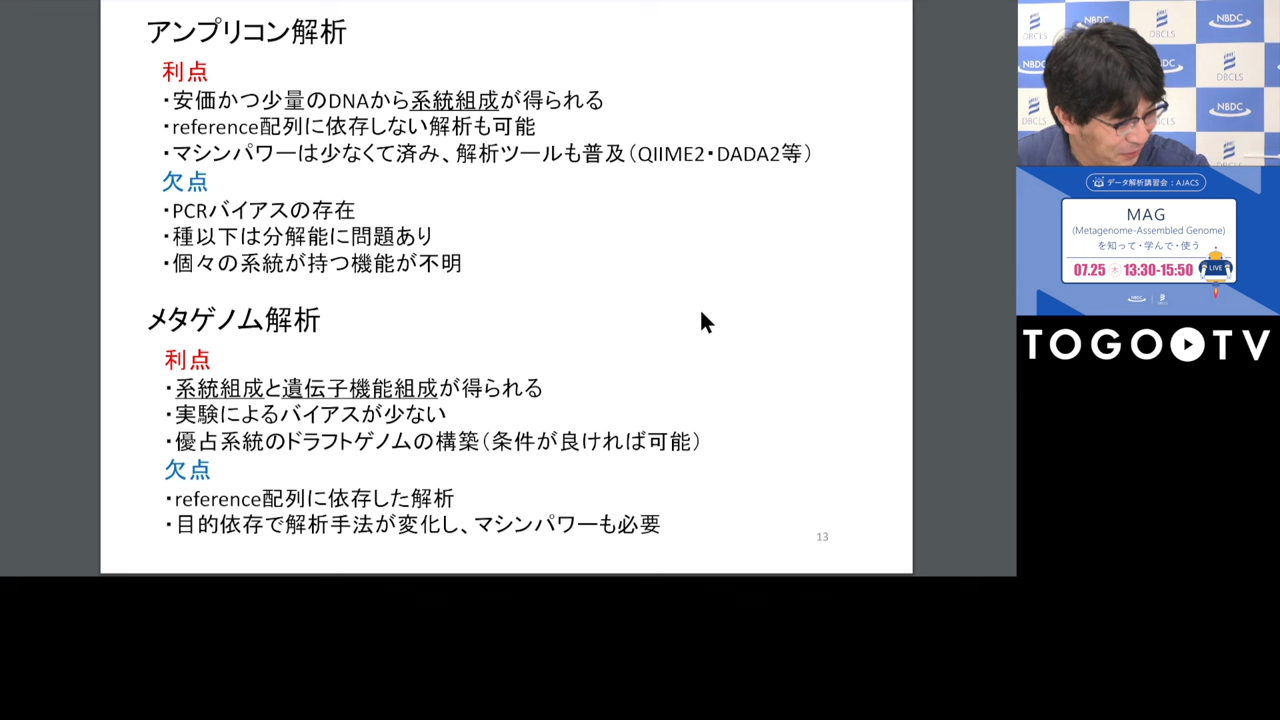 アンプリコン解析
利点
・安価かつ少量のDNAから系統組成が得られる
・reference配列に依存しない解析も可能
・マシンパワーは少なくて済み、解析ツールも普及(QIIME2・DADA2等)
欠点
・PCRバイアスの存在
・種以下は分解能に問題あり
・個々の系統が持つ機能が不明
メタゲノム解析
利点
・系統組成と遺伝子機能組成が得られる
・実験によるバイアスが少ない
・優占系統のドラフトゲノムの構築(条件が良ければ可能)
欠点
・reference配列に依存した解析
・目的依存で解析手法が変化し、マシンパワーも必要
13
DBCLS
NBDC
DBCLS
NBDC
NBDC
DBCLS
DBCLS
NBDC
DBCLS
データ解析講習会:AJACS
MAG
(Metagenome-Assembled Genome)
を知って・学んで・使う
07.25 木 13:30-15:50
LIVE
NBDC
DBCLS
TOGO TV